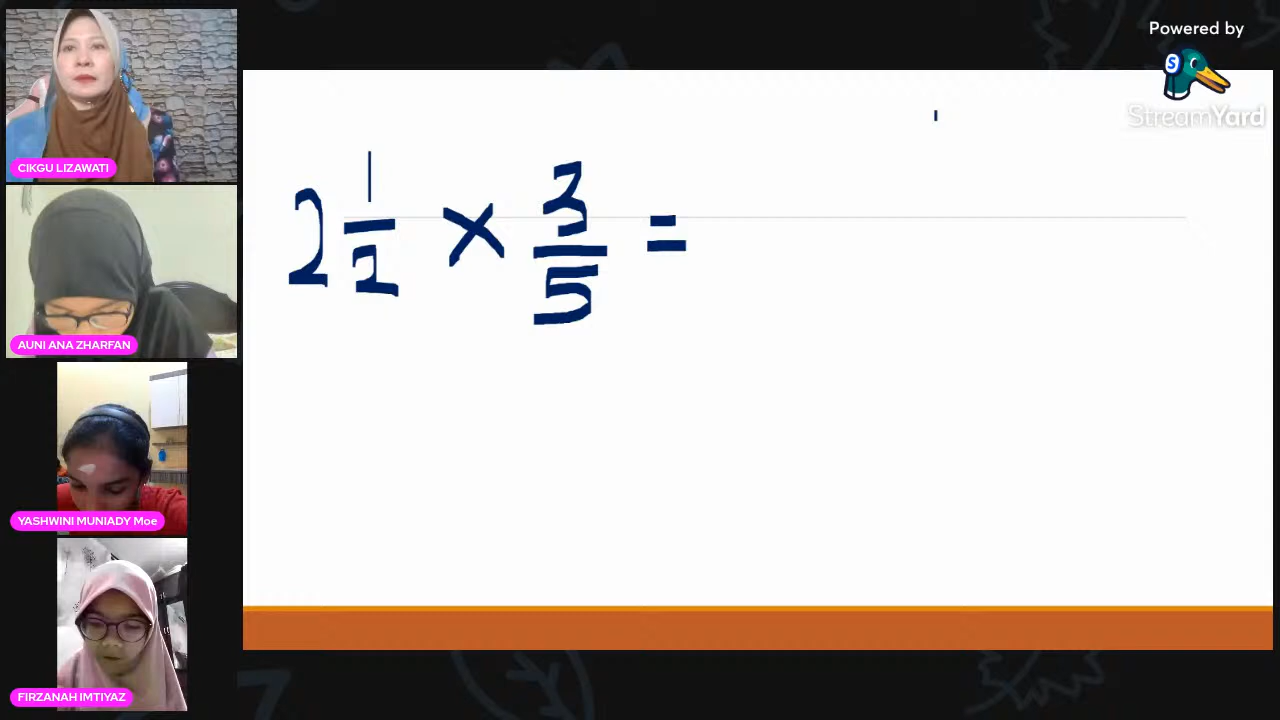 Powered by
StreamYard
CIKGU LIZAWATI
2 1/2 × 3/5 =
AUNI ANA ZHARFAN
YASHWINI MUNIADY Moe
FIRZANAH IMTIYAZ